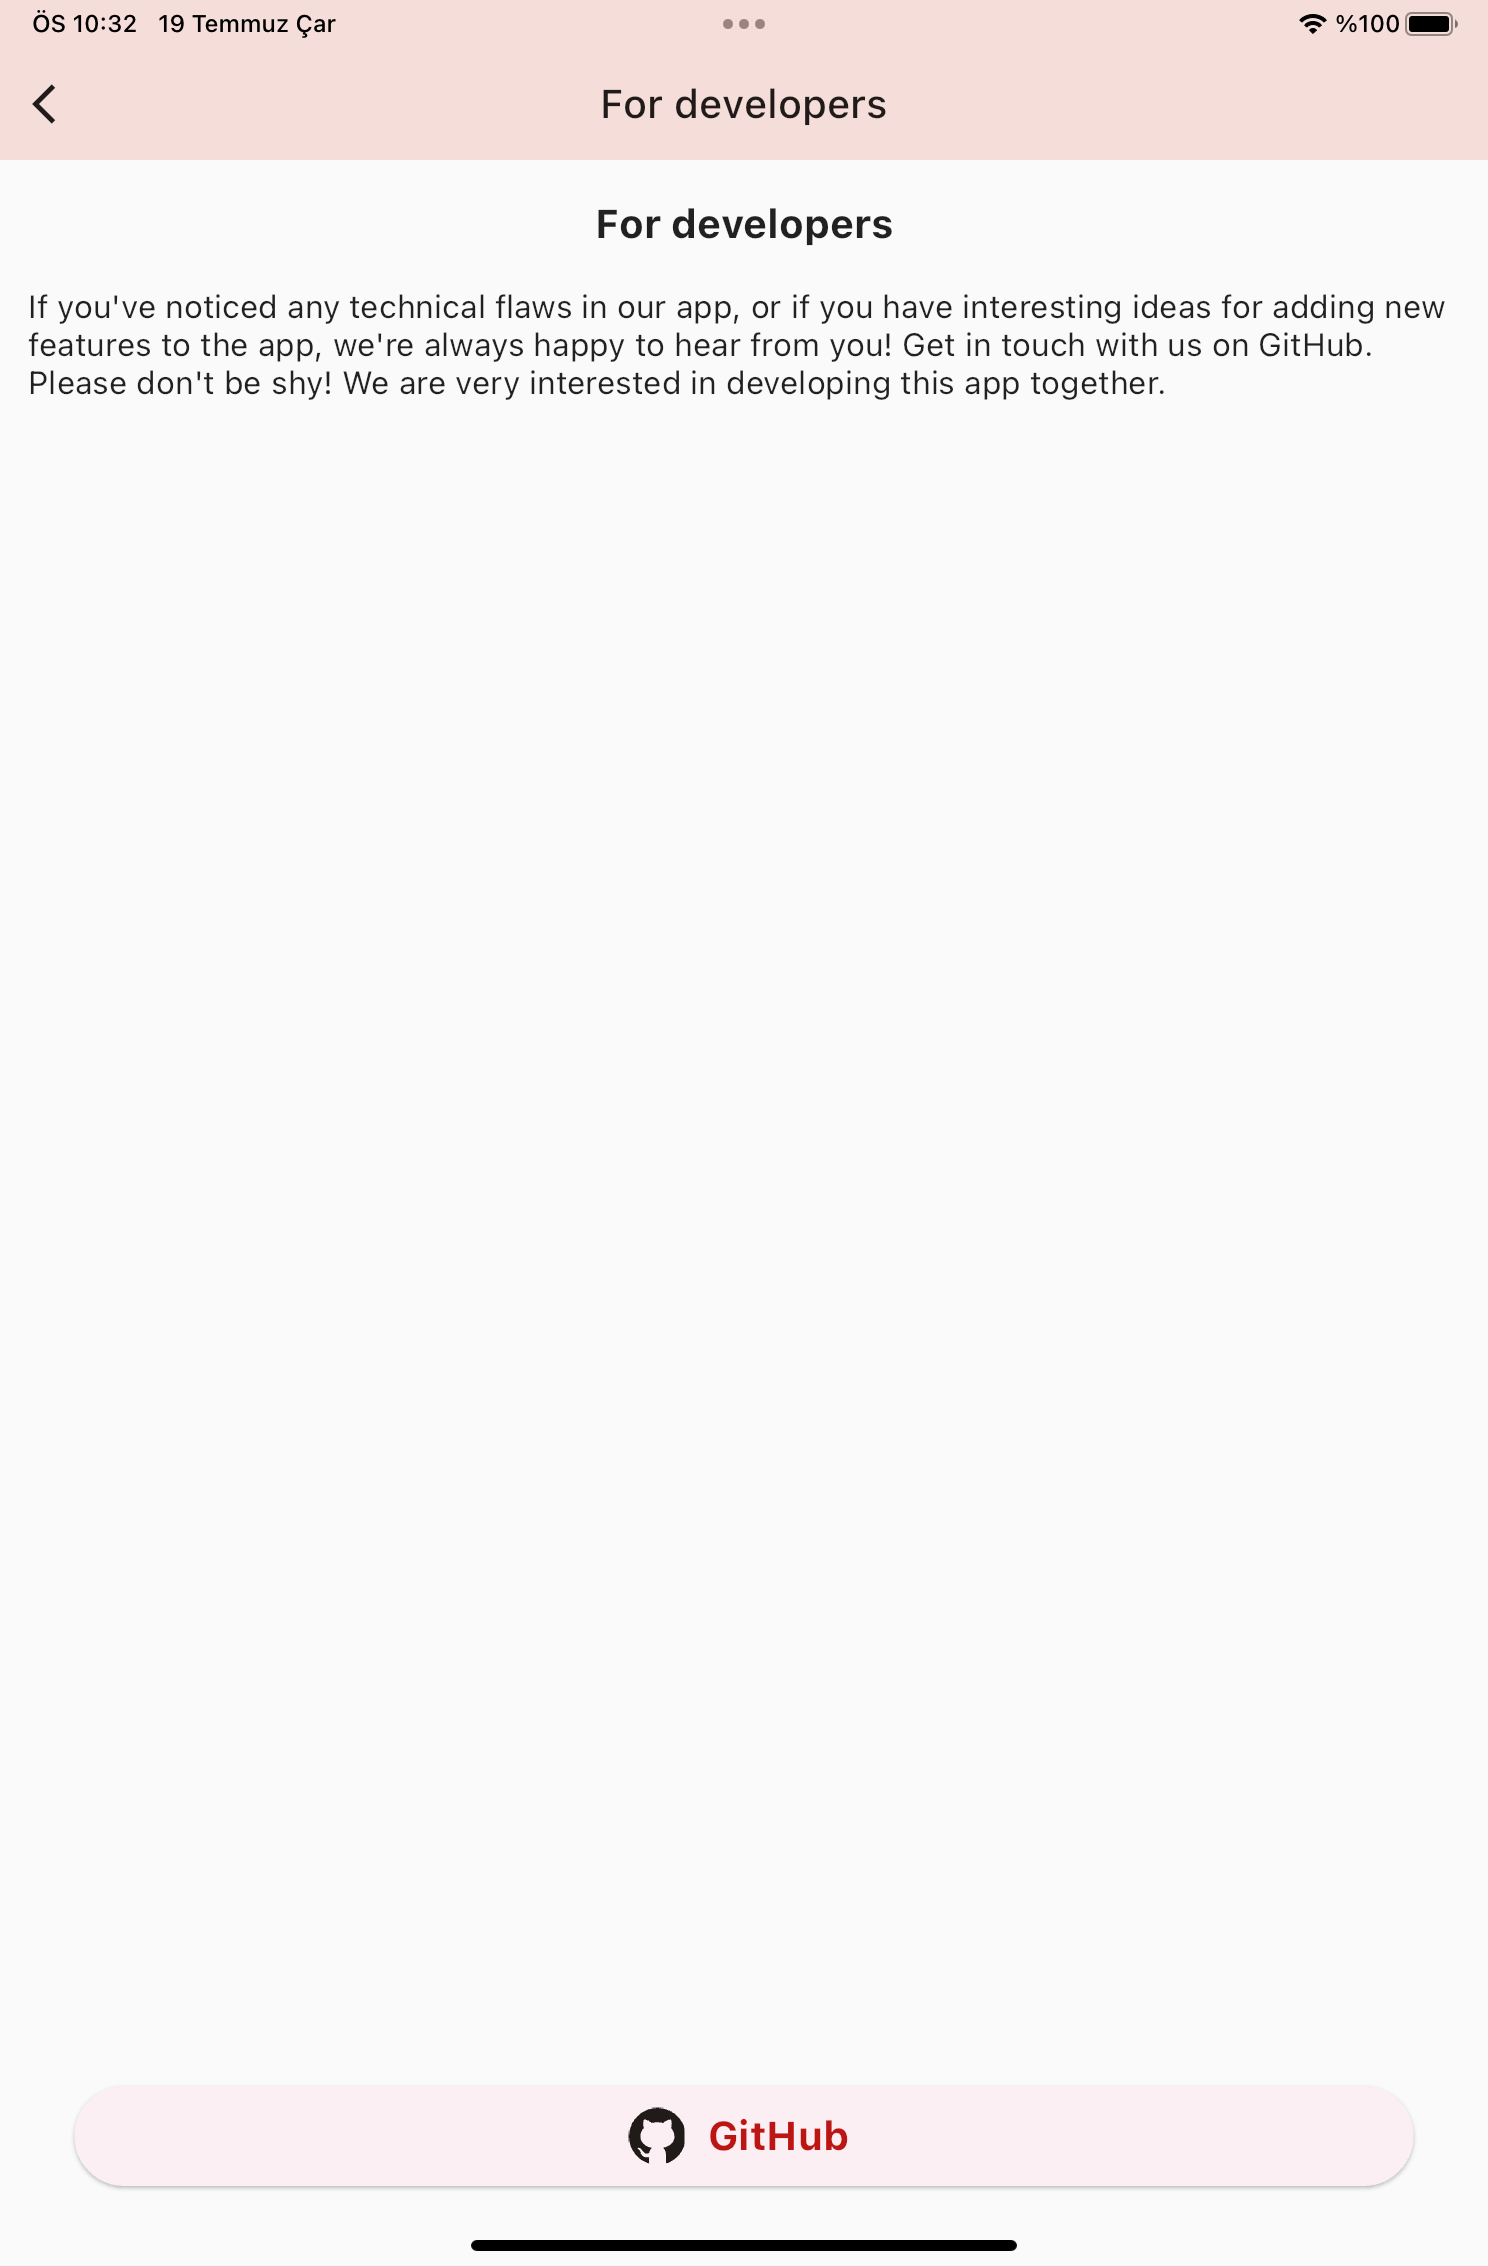 ÖS 10:32 19 Temmuz Çar
%100
For developers
For developers
If you've noticed any technical flaws in our app, or if you have interesting ideas for adding new
features to the app, we're always happy to hear from you! Get in touch with us on GitHub.
Please don't be shy! We are very interested in developing this app together.
GitHub